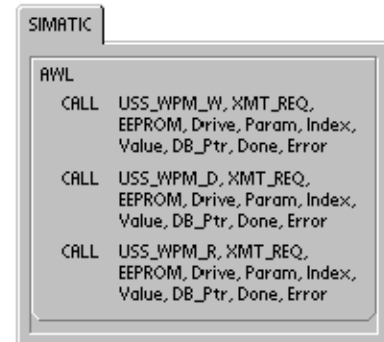 SIMATIC
AWL
CALL USS_WPM_W, XMT_REQ,
EEPROM, Drive, Param, Index,
Value, DB_Ptr, Done, Error
CALL USS_WPM_D, XMT_REQ,
EEPROM, Drive, Param, Index,
Value, DB_Ptr, Done, Error
CALL USS_WPM_R, XMT_REQ,
EEPROM, Drive, Param, Index,
Value, DB_Ptr, Done, Error